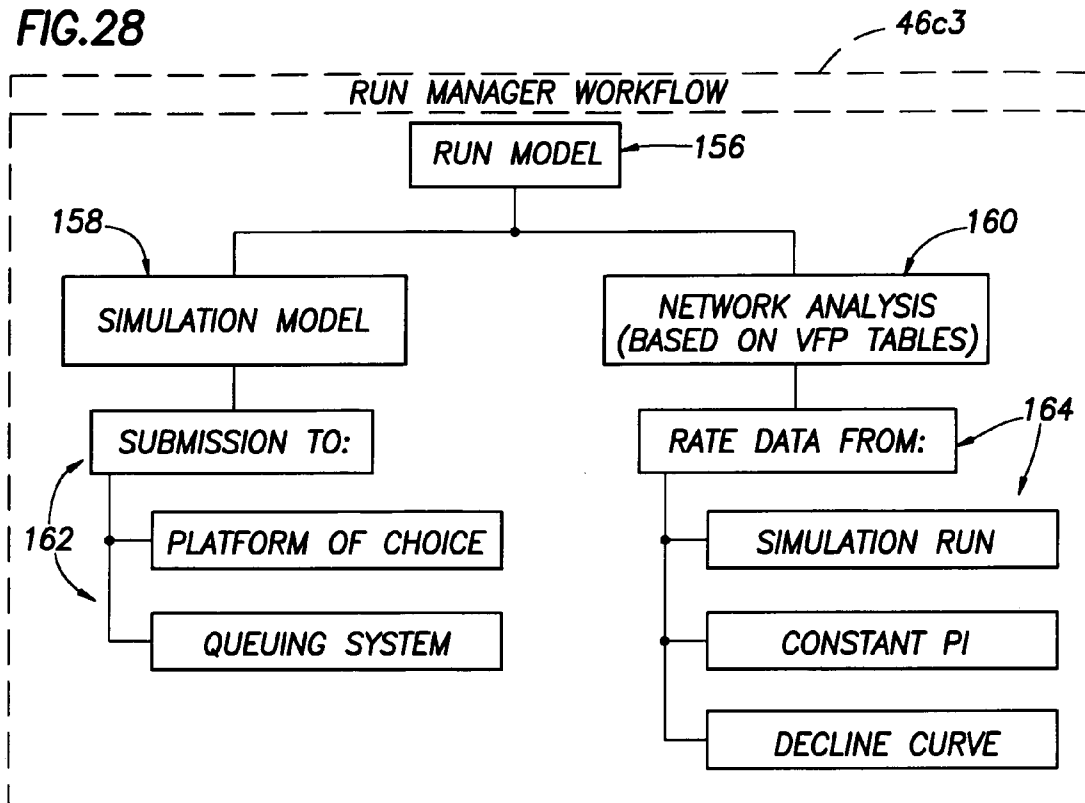 FIG.28
46c3
RUN MANAGER WORKFLOW
RUN MODEL
156
158
160
SIMULATION MODEL
NETWORK ANALYSIS
(BASED ON VFP TABLES)
SUBMISSION TO:
RATE DATA FROM:
164
162
PLATFORM OF CHOICE
SIMULATION RUN
QUEUING SYSTEM
CONSTANT PI
DECLINE CURVE